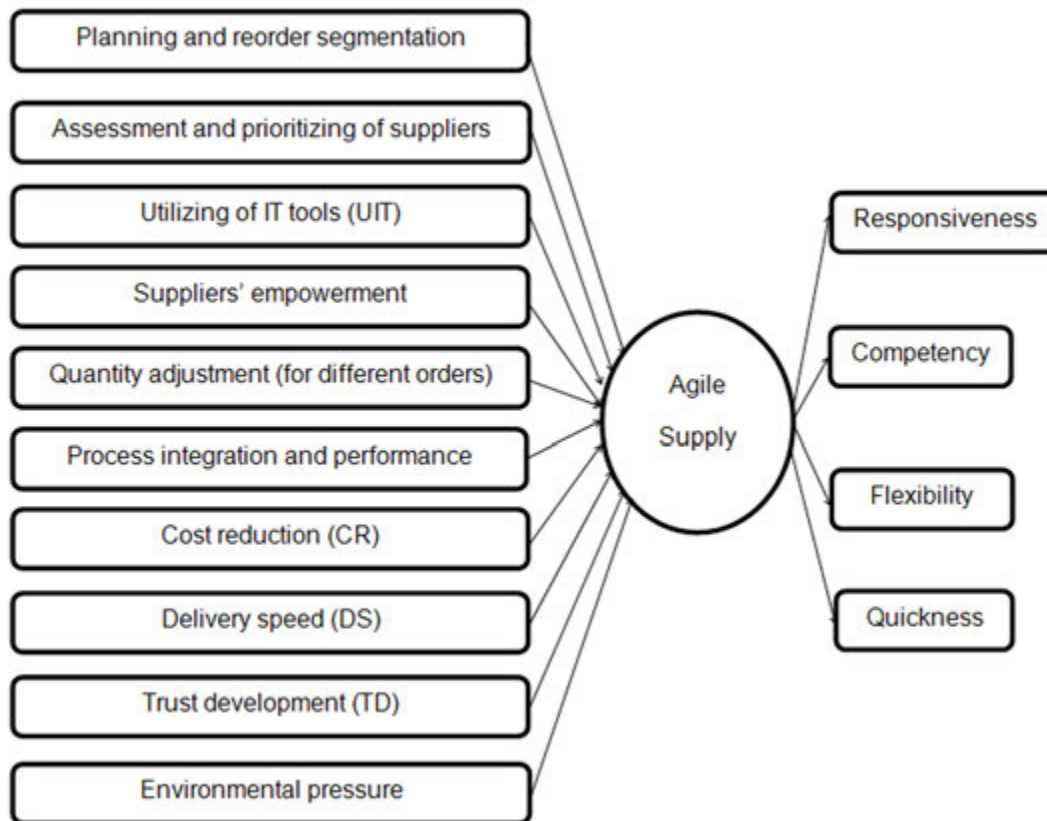 Planning and reorder segmentation
Assessment and prioritizing of suppliers
Utilizing of IT tools (UIT)
Suppliers’ empowerment
Quantity adjustment (for different orders)
Process integration and performance
Cost reduction (CR)
Delivery speed (DS)
Trust development (TD)
Environmental pressure
Agile
Supply
Responsiveness
Competency
Flexibility
Quickness